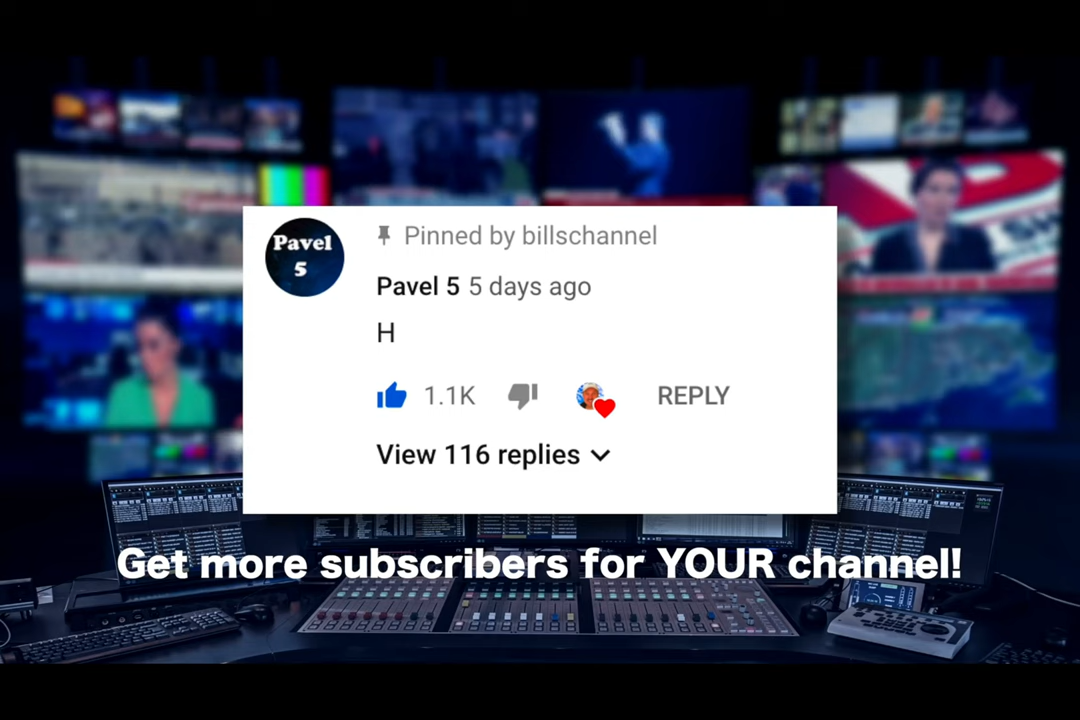 Pavel
5
Pinned by billschannel
Pavel 5 5 days ago
H
1.1K
REPLY
View 116 replies
Get more subscribers for YOUR channel!